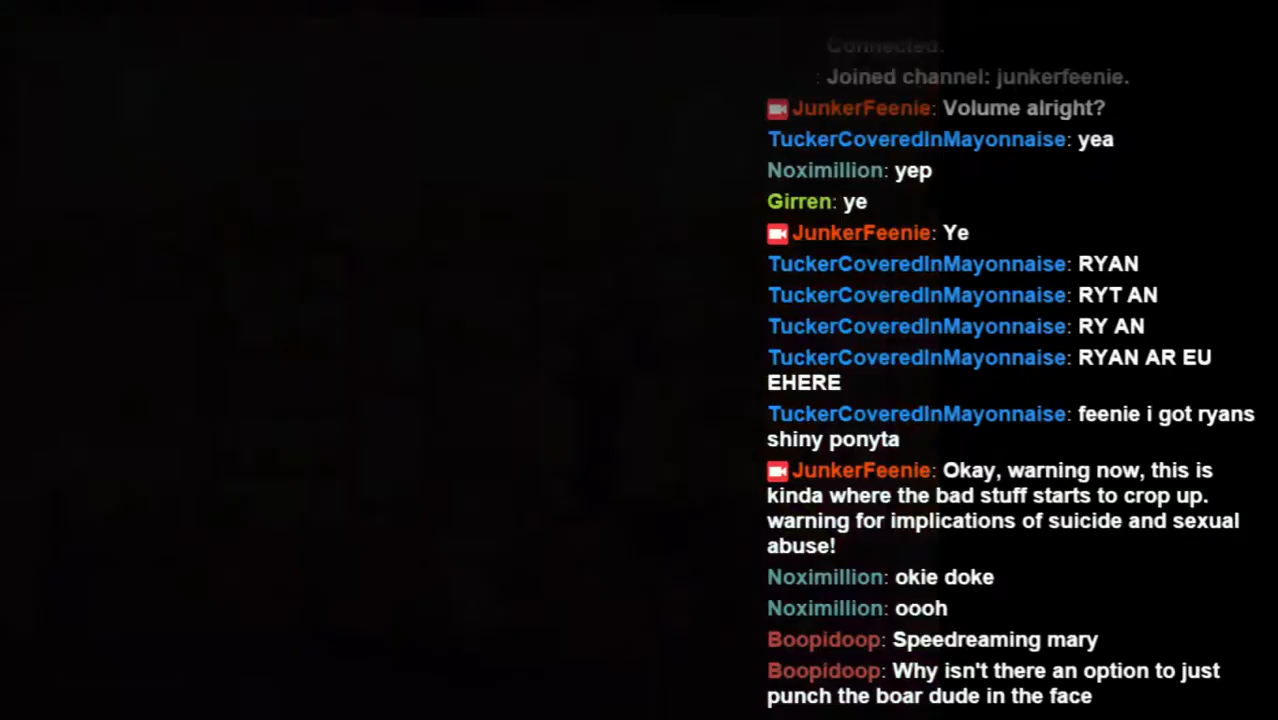 Connected.
: Joined channel: junkerfeenie.
JunkerFeenie: Volume alright?
TuckerCoveredInMayonnaise: yea
Noximillion: yep
Girren: ye
JunkerFeenie: Ye
TuckerCoveredInMayonnaise: RYAN
TuckerCoveredInMayonnaise: RYT AN
TuckerCoveredInMayonnaise: RY AN
TuckerCoveredInMayonnaise: RYAN AR EU
EHERE
TuckerCoveredInMayonnaise: feenie i got ryans
shiny ponyta
JunkerFeenie: Okay, warning now, this is
kinda where the bad stuff starts to crop up.
warning for implications of suicide and sexual
abuse!
Noximillion: okie doke
Noximillion: oooh
Boopidoop: Speedreaming mary
Boopidoop: Why isn't there an option to just
punch the boar dude in the face